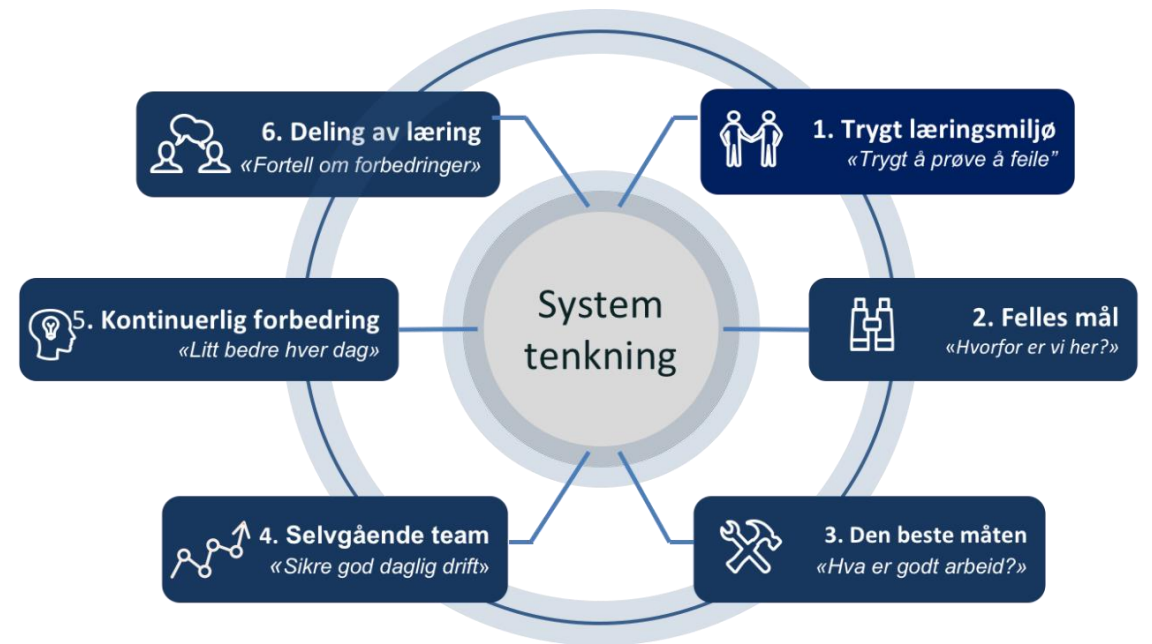 System
tenkning
1. Trygt læringsmiljø
«Trygt å prøve å feile”
2. Felles mål
«Hvorfor er vi her?»
3. Den beste måten
«Hva er godt arbeid?»
4. Selvgående team
«Sikre god daglig drift»
5. Kontinuerlig forbedring
«Litt bedre hver dag»
6. Deling av læring
«Fortell om forbedringer»